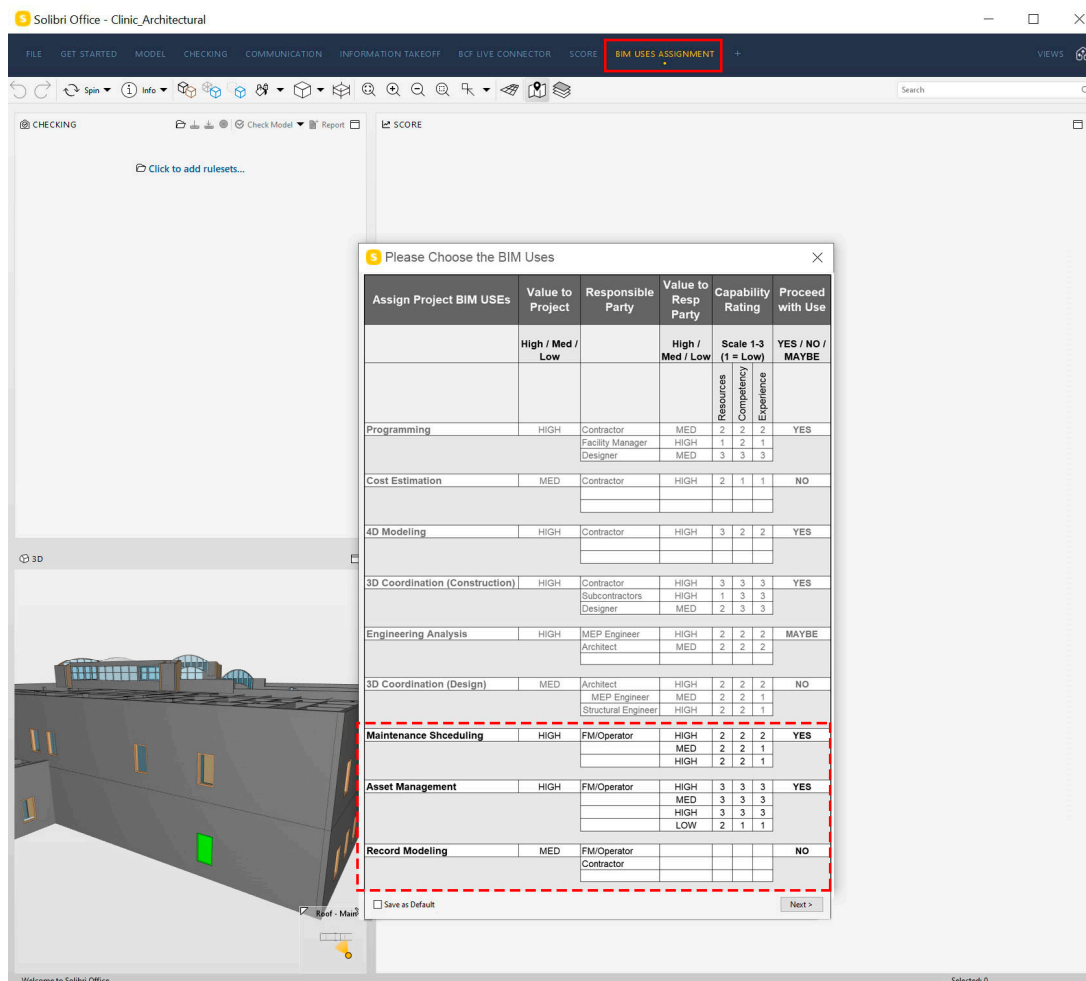 Solibri Office - Clinic_Architectural
FILE GET STARTED MODEL CHECKING COMMUNICATION INFORMATION TAKEOFF BCF LIVE CONNECTOR SCORE BIM USES ASSIGNMENT + VIEWS
Spin Info Search
CHECKING Check Model Report SCORE
Click to add rulesets...
Please Choose the BIM Uses
Assign Project BIM USEs Value to Project Responsible Party Value to Resp Party Capability Rating Proceed with Use
High / Med / Low High / Med / Low Scale 1-3 (1 = Low) YES / NO / MAYBE
Resources Competency Experience
Programming HIGH Contractor MED 2 2 2 YES
Facility Manager HIGH 1 2 1
Designer MED 3 3 3
Cost Estimation MED Contractor HIGH 2 1 1 NO
4D Modeling HIGH Contractor HIGH 3 2 2 YES
3D Coordination (Construction) HIGH Contractor HIGH 3 3 3 YES
Subcontractors HIGH 1 3 3
Designer MED 2 3 3
Engineering Analysis HIGH MEP Engineer HIGH 2 2 2 MAYBE
Architect MED 2 2 2
3D Coordination (Design) MED Architect HIGH 2 2 2 NO
MEP Engineer MED 2 2 1
Structural Engineer HIGH 2 2 1
Maintenance Shceduling HIGH FM/Operator HIGH 2 2 2 YES
MED 2 2 1
HIGH 2 2 1
Asset Management HIGH FM/Operator HIGH 3 3 3 YES
MED 3 3 3
HIGH 3 3 3
LOW 2 1 1
Record Modeling MED FM/Operator NO
Contractor
Save as Default Next >
3D
Roof - Main
Welcome to Solibri Office Selected: 0